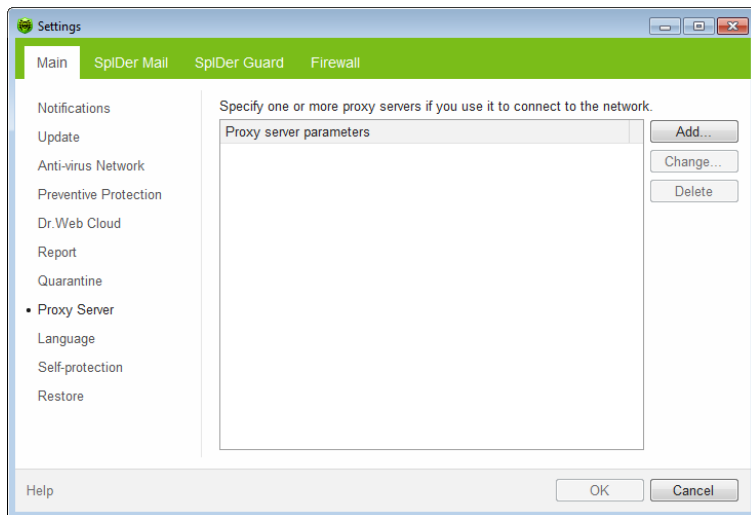 Settings
Main SpIDer Mail SpIDer Guard Firewall
Notifications
Update
Anti-virus Network
Preventive Protection
Dr.Web Cloud
Report
Quarantine
Proxy Server
Language
Self-protection
Restore
Specify one or more proxy servers if you use it to connect to the network.
Proxy server parameters
Add...
Change...
Delete
Help
OK Cancel